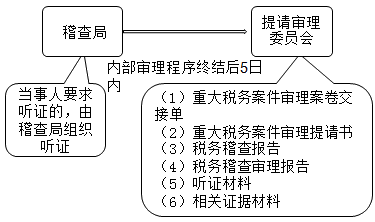 稽查局
提请审理
委员会
内部审理程序终结后5日
内
当事人要求
听证的，由
稽查局组织
听证
（1）重大税务案件审理案卷交
接单
（2）重大税务案件审理提请书
（3）税务稽查报告
（4）税务稽查审理报告
（5）听证材料
（6）相关证据材料